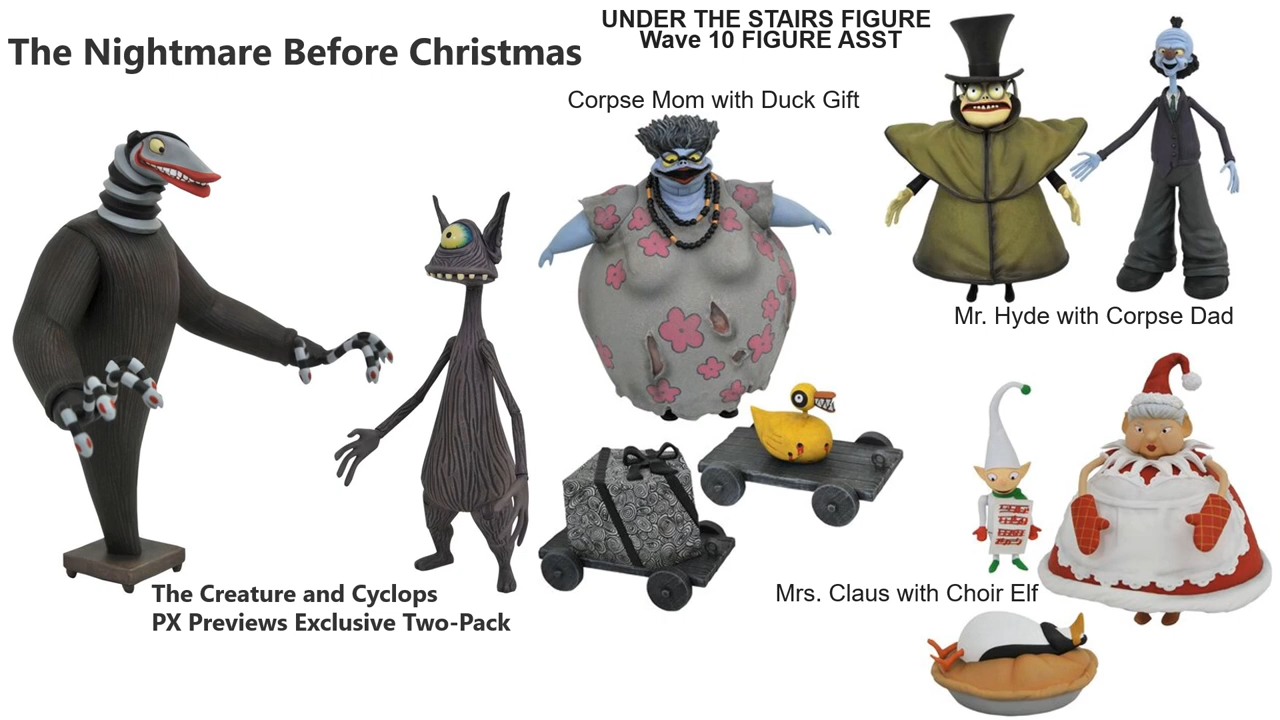 The Nightmare Before Christmas
UNDER THE STAIRS FIGURE
Wave 10 FIGURE ASST
Corpse Mom with Duck Gift
Mr. Hyde with Corpse Dad
The Creature and Cyclops
PX Previews Exclusive Two-Pack
Mrs. Claus with Choir Elf